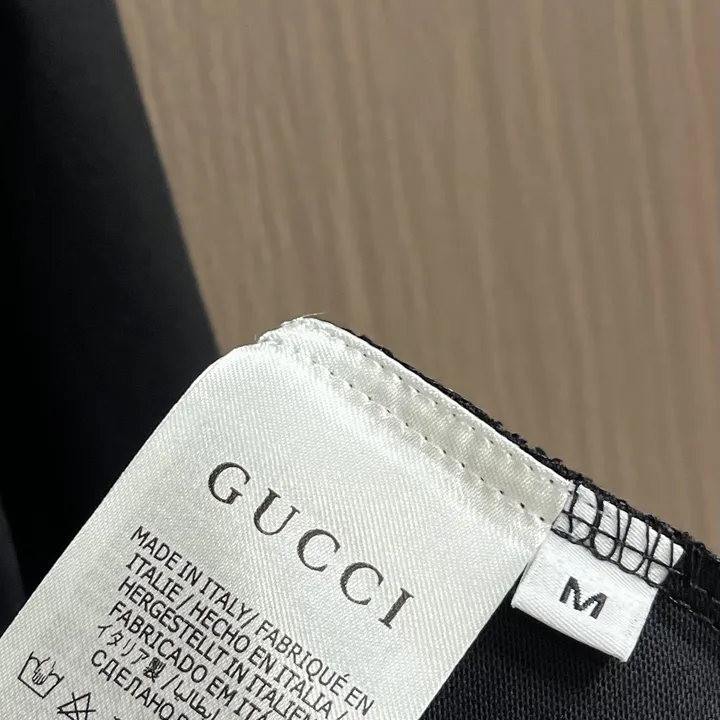 GUCCI
MADE IN ITALY/ FABRIQUÉ EN
ITALIE / HECHO EN ITALIA /
HERGESTELLT IN ITALIEN
FABRICADO EM ITÁ
イタリア製 /
СДЕЛАНО
M